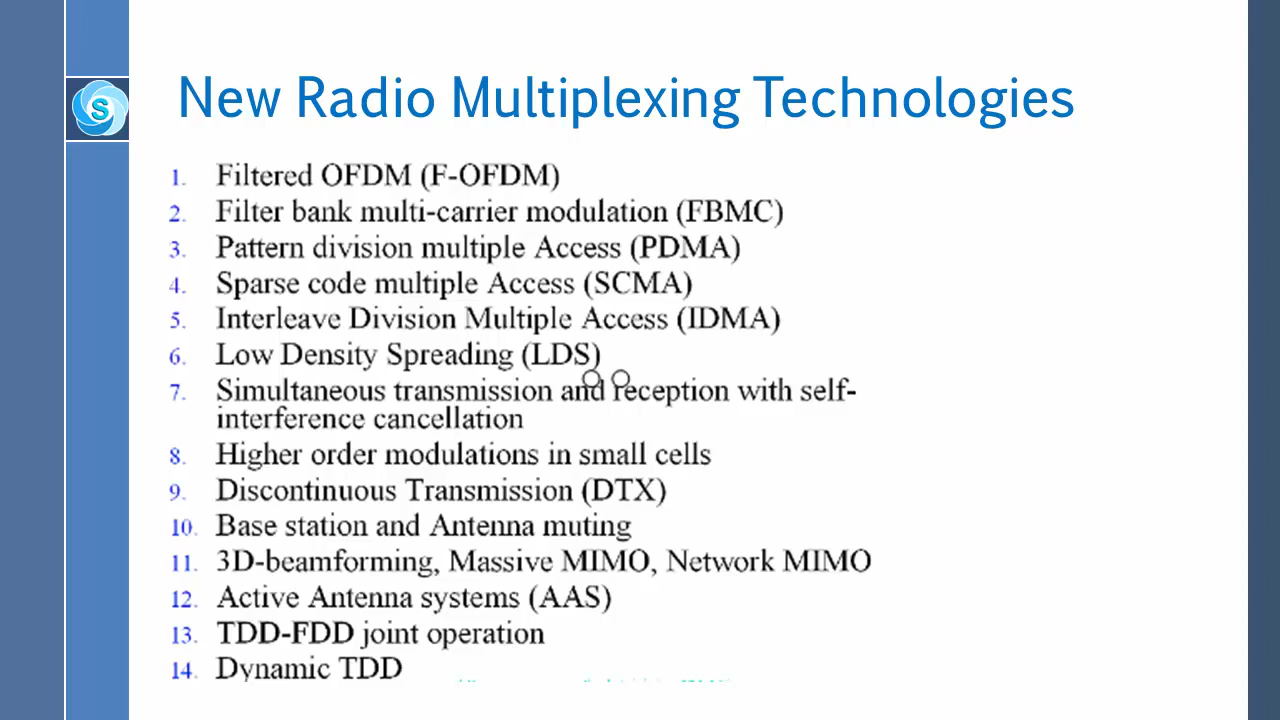 S
New Radio Multiplexing Technologies
1. Filtered OFDM (F-OFDM)
2. Filter bank multi-carrier modulation (FBMC)
3. Pattern division multiple Access (PDMA)
4. Sparse code multiple Access (SCMA)
5. Interleave Division Multiple Access (IDMA)
6. Low Density Spreading (LDS)
7. Simultaneous transmission and reception with self-
interference cancellation
8. Higher order modulations in small cells
9. Discontinuous Transmission (DTX)
10. Base station and Antenna muting
11. 3D-beamforming, Massive MIMO, Network MIMO
12. Active Antenna systems (AAS)
13. TDD-FDD joint operation
14. Dynamic TDD